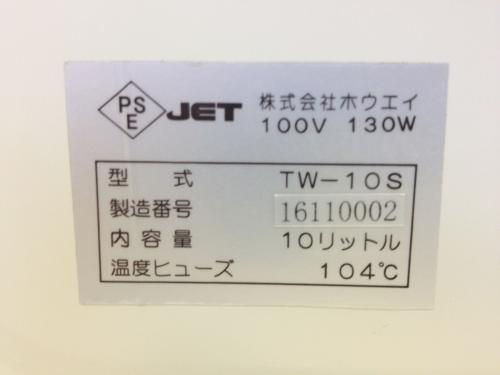 PS
E
JET
株式会社ホウエイ
100V 130W
型 式 TW-10S
製造番号 16110002
内容量 10リットル
温度ヒューズ 104℃